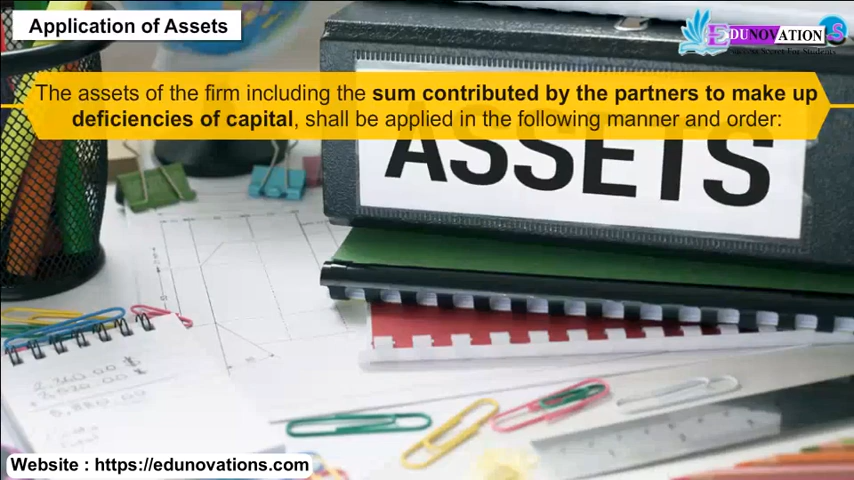 Application of Assets
EDUNOVATION S
The assets of the firm including the sum contributed by the partners to make up
deficiencies of capital, shall be applied in the following manner and order:
ASSETS
Website : https://edunovations.com